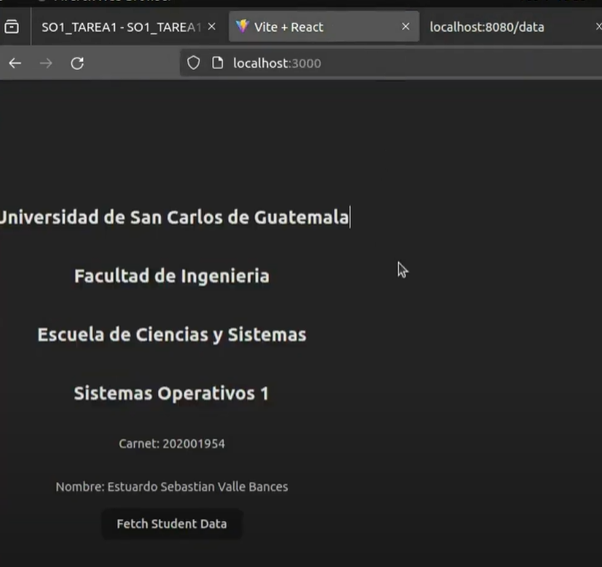 SO1_TAREA1 - SO1_TAREA1
Vite + React
localhost:8080/data
localhost:3000
Universidad de San Carlos de Guatemala
Facultad de Ingenieria
Escuela de Ciencias y Sistemas
Sistemas Operativos 1
Carnet: 202001954
Nombre: Estuardo Sebastian Valle Bances
Fetch Student Data